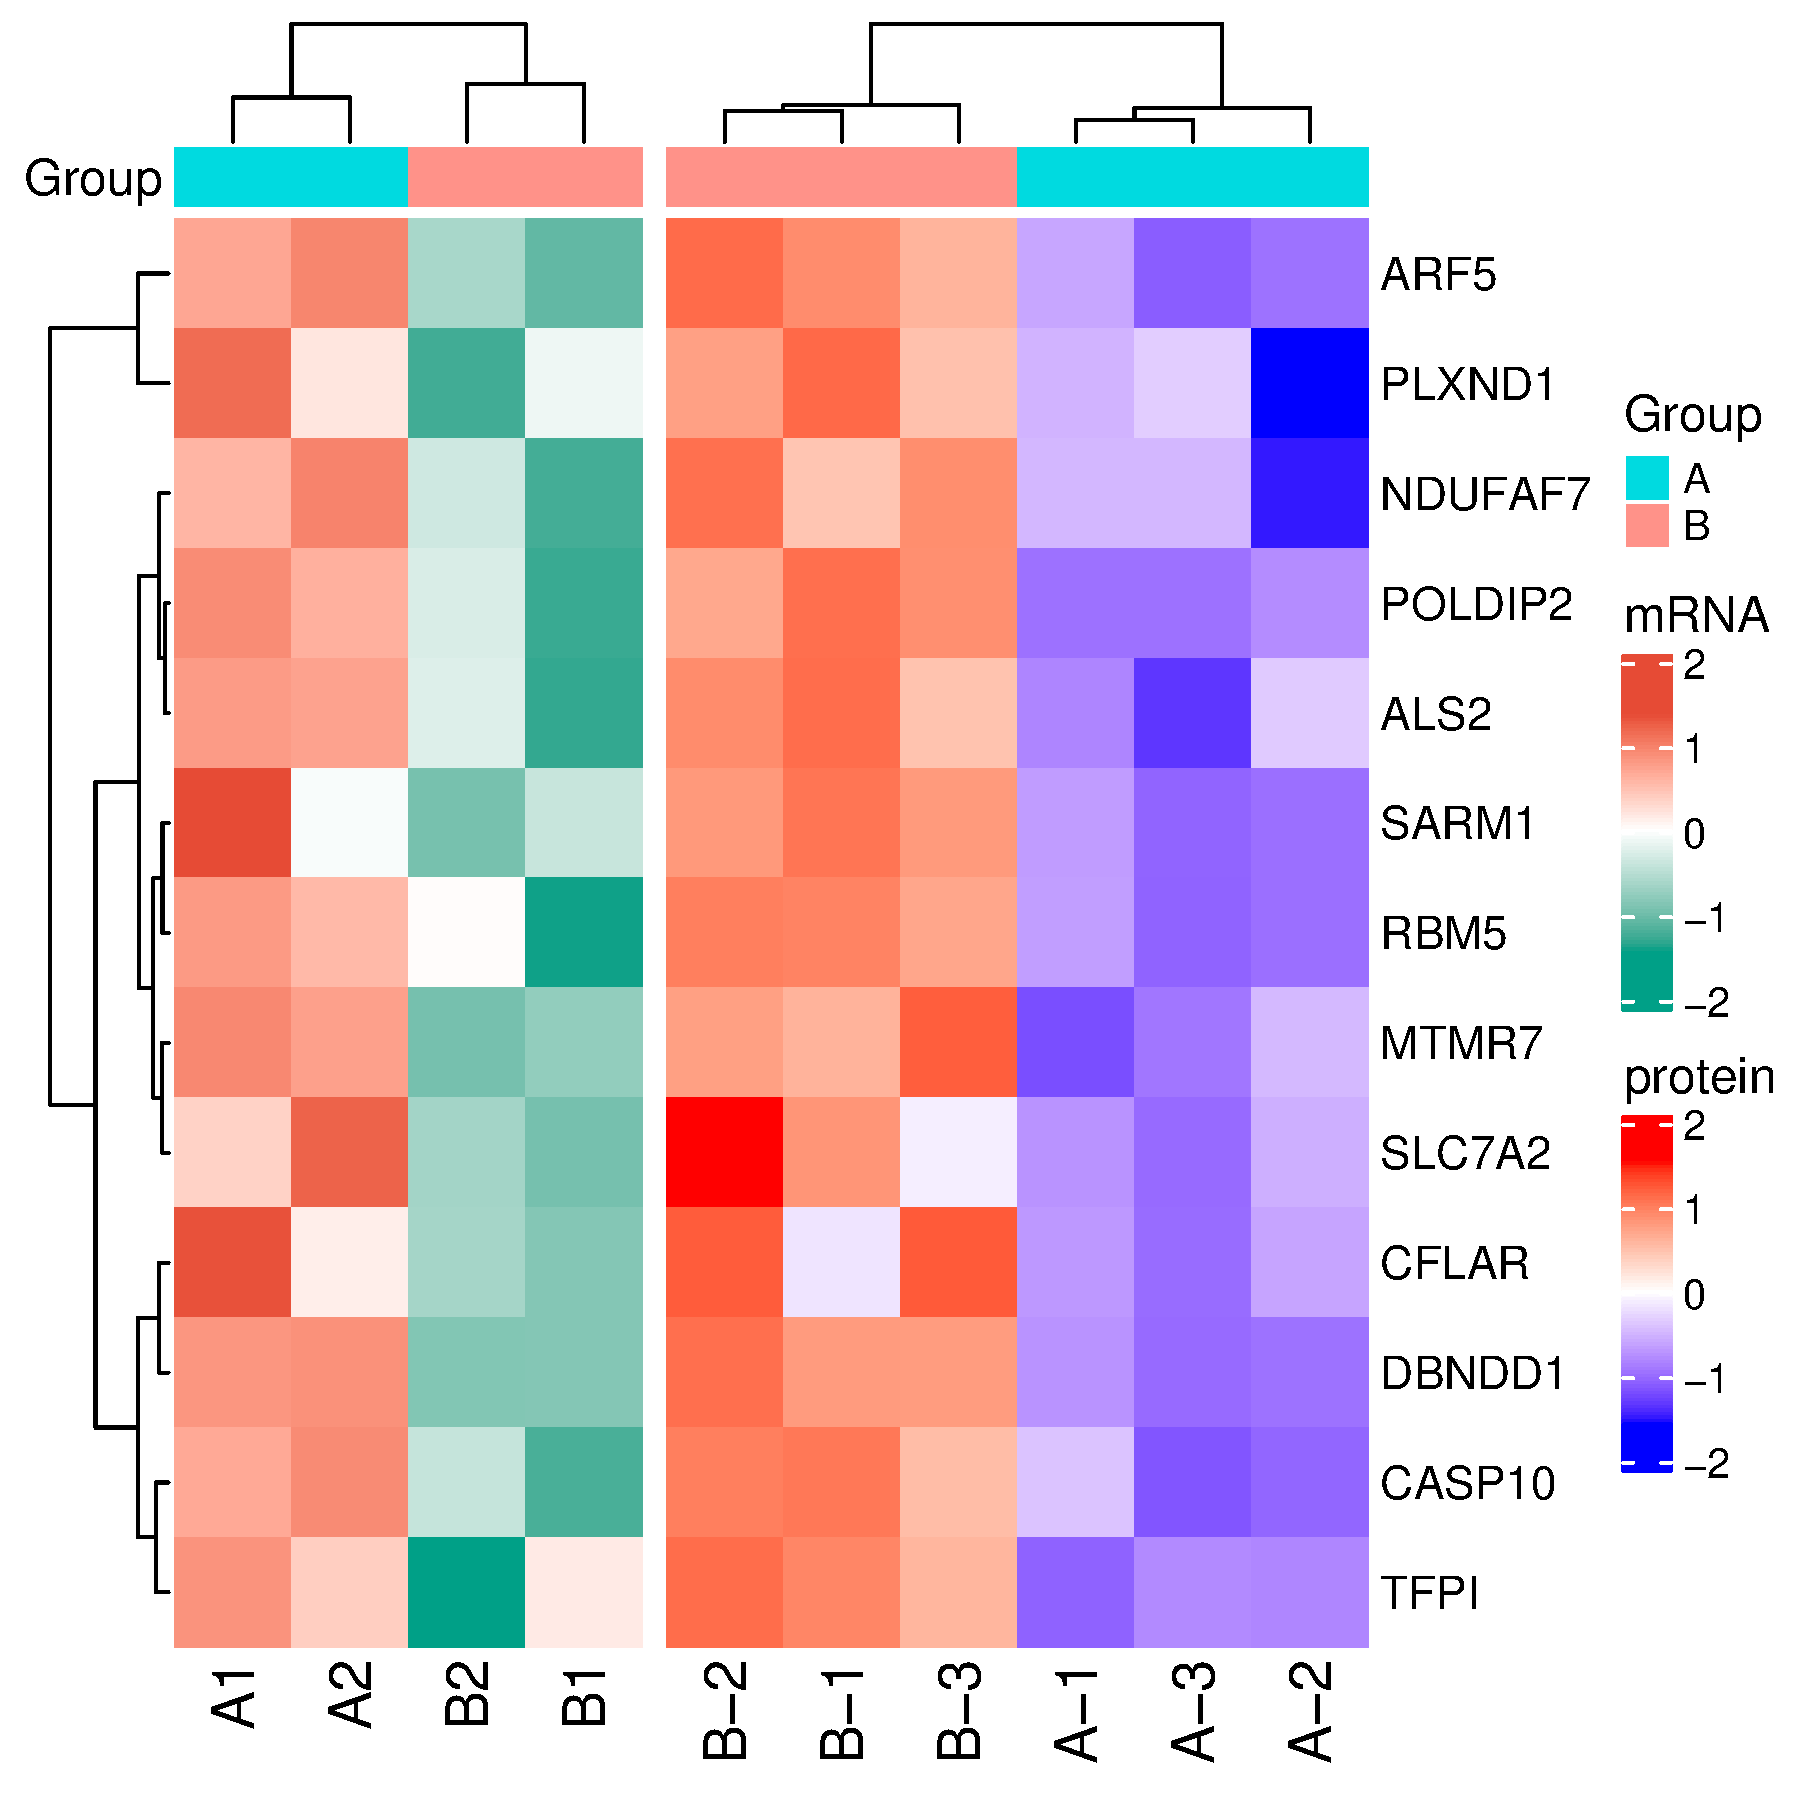 Group
ARF5
PLXND1
NDUFAF7
POLDIP2
ALS2
SARM1
RBM5
MTMR7
SLC7A2
CFLAR
DBNDD1
CASP10
TFPI
A1 A2 B2 B1 B−2 B−1 B−3 A−1 A−3 A−2
Group
A
B
mRNA
2
1
0
−1
−2
protein
2
1
0
−1
−2